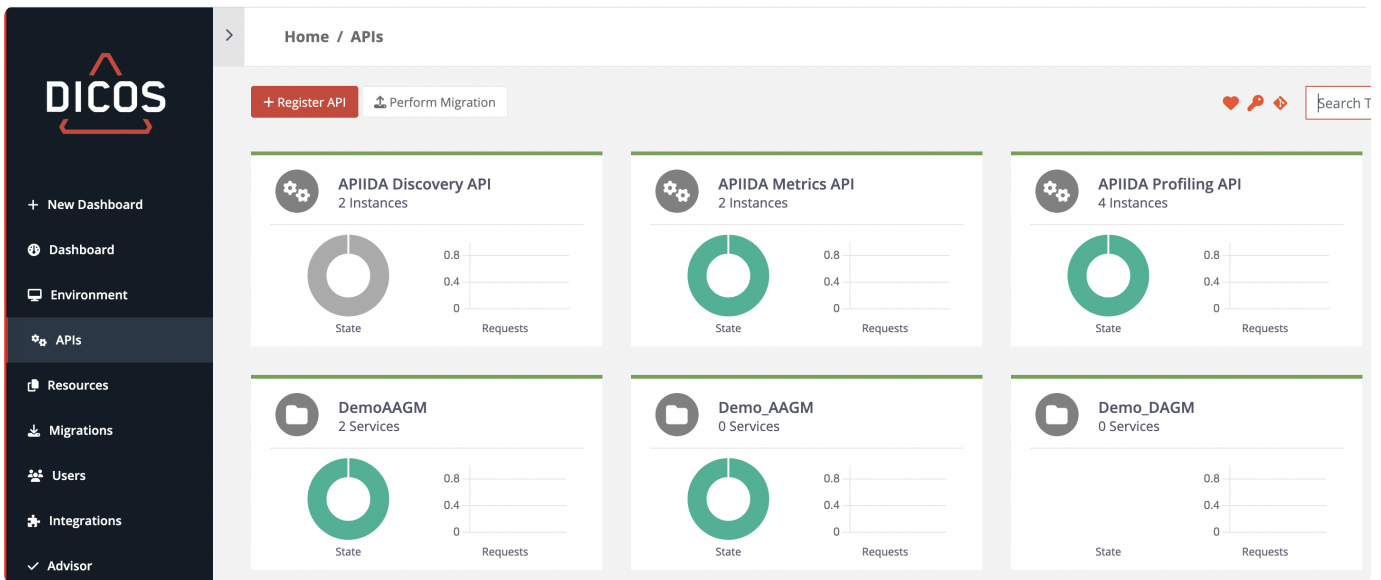 DICOS
+ New Dashboard
Dashboard
Environment
APIs
Resources
Migrations
Users
Integrations
Advisor
Home / APIs
+ Register API
Perform Migration
Search T
APIIDA Discovery API
2 Instances
0.8
0.4
0
State
Requests
APIIDA Metrics API
2 Instances
0.8
0.4
0
State
Requests
APIIDA Profiling API
4 Instances
0.8
0.4
0
State
Requests
DemoAAGM
2 Services
0.8
0.4
0
State
Requests
Demo_AAGM
0 Services
0.8
0.4
0
State
Requests
Demo_DAGM
0 Services
0.8
0.4
0
State
Requests